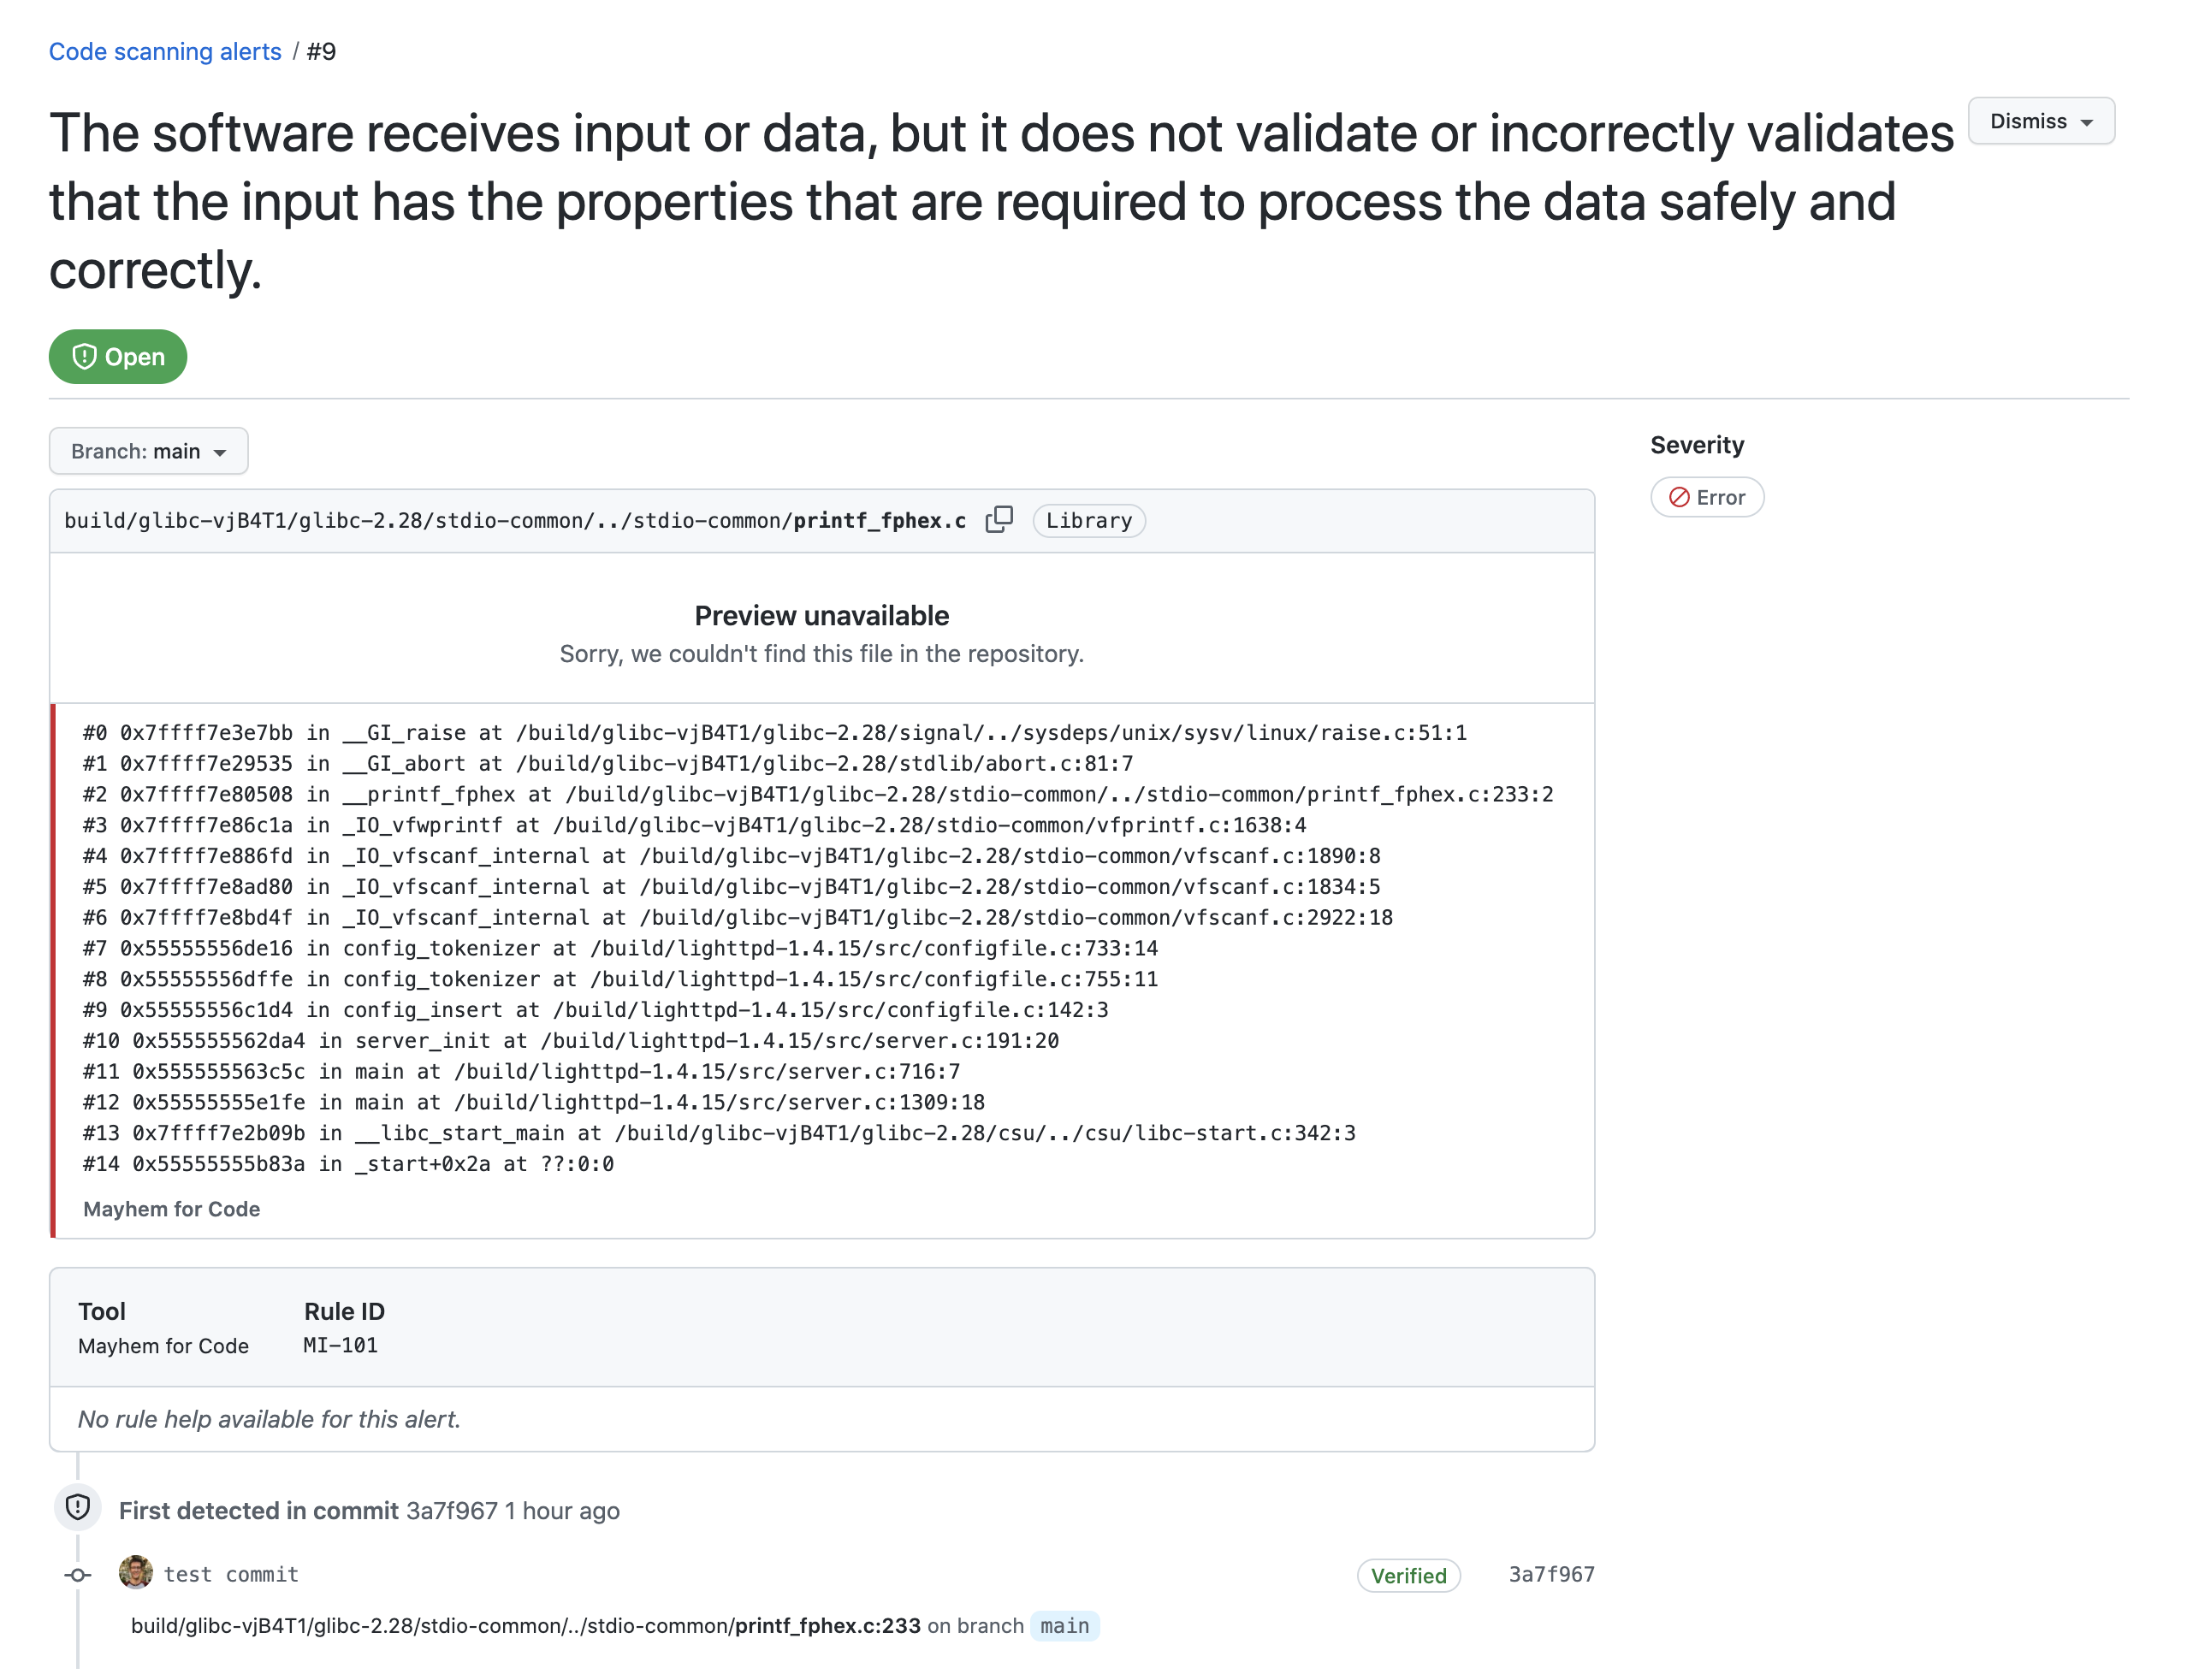 Code scanning alerts / #9
The software receives input or data, but it does not validate or incorrectly validates
that the input has the properties that are required to process the data safely and
correctly.
Dismiss
Open
Branch: main
Severity
Error
build/glibc-vjB4T1/glibc-2.28/stdio-common/../stdio-common/printf_fphex.c Library
Preview unavailable
Sorry, we couldn't find this file in the repository.
#0 0x7ffff7e3e7bb in __GI_raise at /build/glibc-vjB4T1/glibc-2.28/signal/../sysdeps/unix/sysv/linux/raise.c:51:1
#1 0x7ffff7e29535 in __GI_abort at /build/glibc-vjB4T1/glibc-2.28/stdlib/abort.c:81:7
#2 0x7ffff7e80508 in __printf_fphex at /build/glibc-vjB4T1/glibc-2.28/stdio-common/../stdio-common/printf_fphex.c:233:2
#3 0x7ffff7e86c1a in _IO_vfwprintf at /build/glibc-vjB4T1/glibc-2.28/stdio-common/vfprintf.c:1638:4
#4 0x7ffff7e886fd in _IO_vfscanf_internal at /build/glibc-vjB4T1/glibc-2.28/stdio-common/vfscanf.c:1890:8
#5 0x7ffff7e8ad80 in _IO_vfscanf_internal at /build/glibc-vjB4T1/glibc-2.28/stdio-common/vfscanf.c:1834:5
#6 0x7ffff7e8bd4f in _IO_vfscanf_internal at /build/glibc-vjB4T1/glibc-2.28/stdio-common/vfscanf.c:2922:18
#7 0x55555556de16 in config_tokenizer at /build/lighttpd-1.4.15/src/configfile.c:733:14
#8 0x55555556dffe in config_tokenizer at /build/lighttpd-1.4.15/src/configfile.c:755:11
#9 0x55555556c1d4 in config_insert at /build/lighttpd-1.4.15/src/configfile.c:142:3
#10 0x555555562da4 in server_init at /build/lighttpd-1.4.15/src/server.c:191:20
#11 0x555555563c5c in main at /build/lighttpd-1.4.15/src/server.c:716:7
#12 0x55555555e1fe in main at /build/lighttpd-1.4.15/src/server.c:1309:18
#13 0x7ffff7e2b09b in __libc_start_main at /build/glibc-vjB4T1/glibc-2.28/csu/../csu/libc-start.c:342:3
#14 0x55555555b83a in _start+0x2a at ??:0:0
Mayhem for Code
Tool Rule ID
Mayhem for Code MI-101
No rule help available for this alert.
First detected in commit 3a7f967 1 hour ago
test commit Verified 3a7f967
build/glibc-vjB4T1/glibc-2.28/stdio-common/../stdio-common/printf_fphex.c:233 on branch main